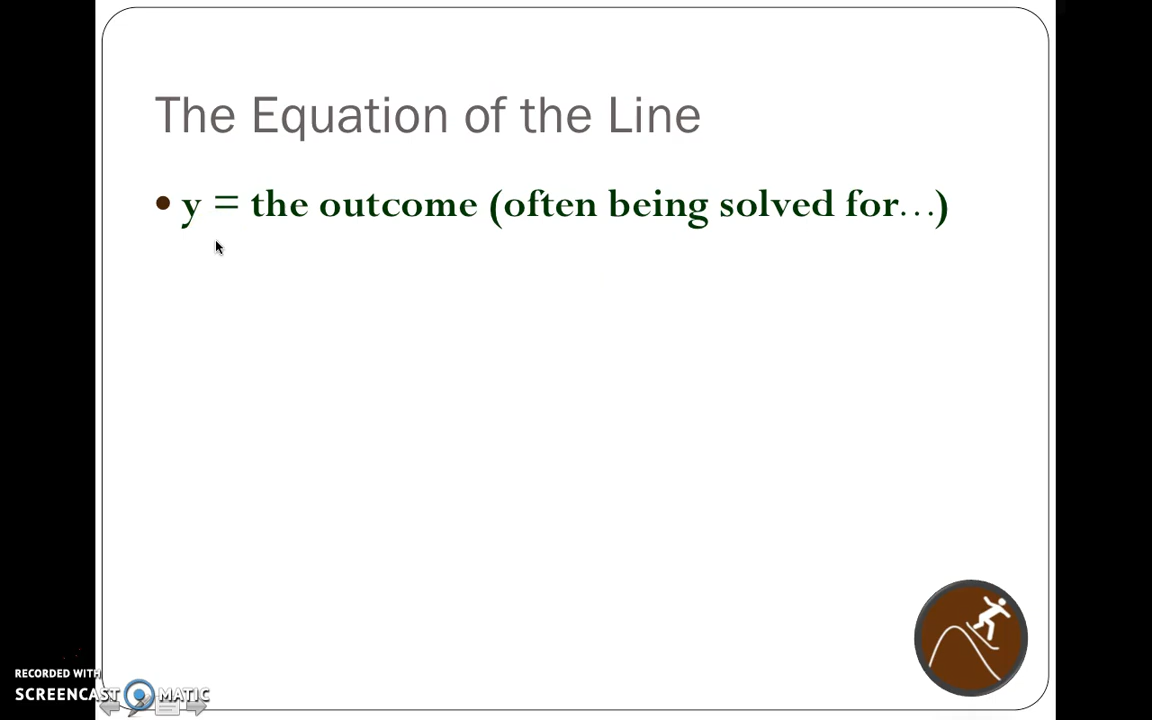 The Equation of the Line
• y = the outcome (often being solved for…)
RECORDED WITH
SCREENCAST MATIC